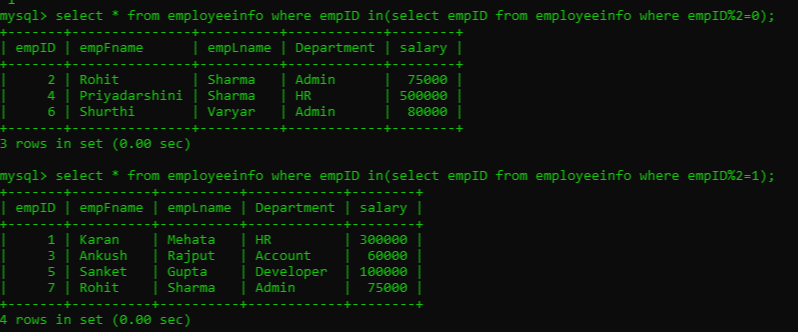 mysql> select * from employeeinfo where empID in(select empID from employeeinfo where empID%2=0);
+-------+---------------+----------+------------+--------+
| empID | empFname      | empLname | Department | salary |
+-------+---------------+----------+------------+--------+
|     2 | Rohit         | Sharma   | Admin      |  75000 |
|     4 | Priyadarshini | Sharma   | HR         | 500000 |
|     6 | Shurthi       | Varyar   | Admin      |  80000 |
+-------+---------------+----------+------------+--------+
3 rows in set (0.00 sec)
mysql> select * from employeeinfo where empID in(select empID from employeeinfo where empID%2=1);
+-------+----------+----------+------------+--------+
| empID | empFname | empLname | Department | salary |
+-------+----------+----------+------------+--------+
|     1 | Karan    | Mehata   | HR         | 300000 |
|     3 | Ankush   | Rajput   | Account    |  60000 |
|     5 | Sanket   | Gupta    | Developer  | 100000 |
|     7 | Rohit    | Sharma   | Admin      |  75000 |
+-------+----------+----------+------------+--------+
4 rows in set (0.00 sec)